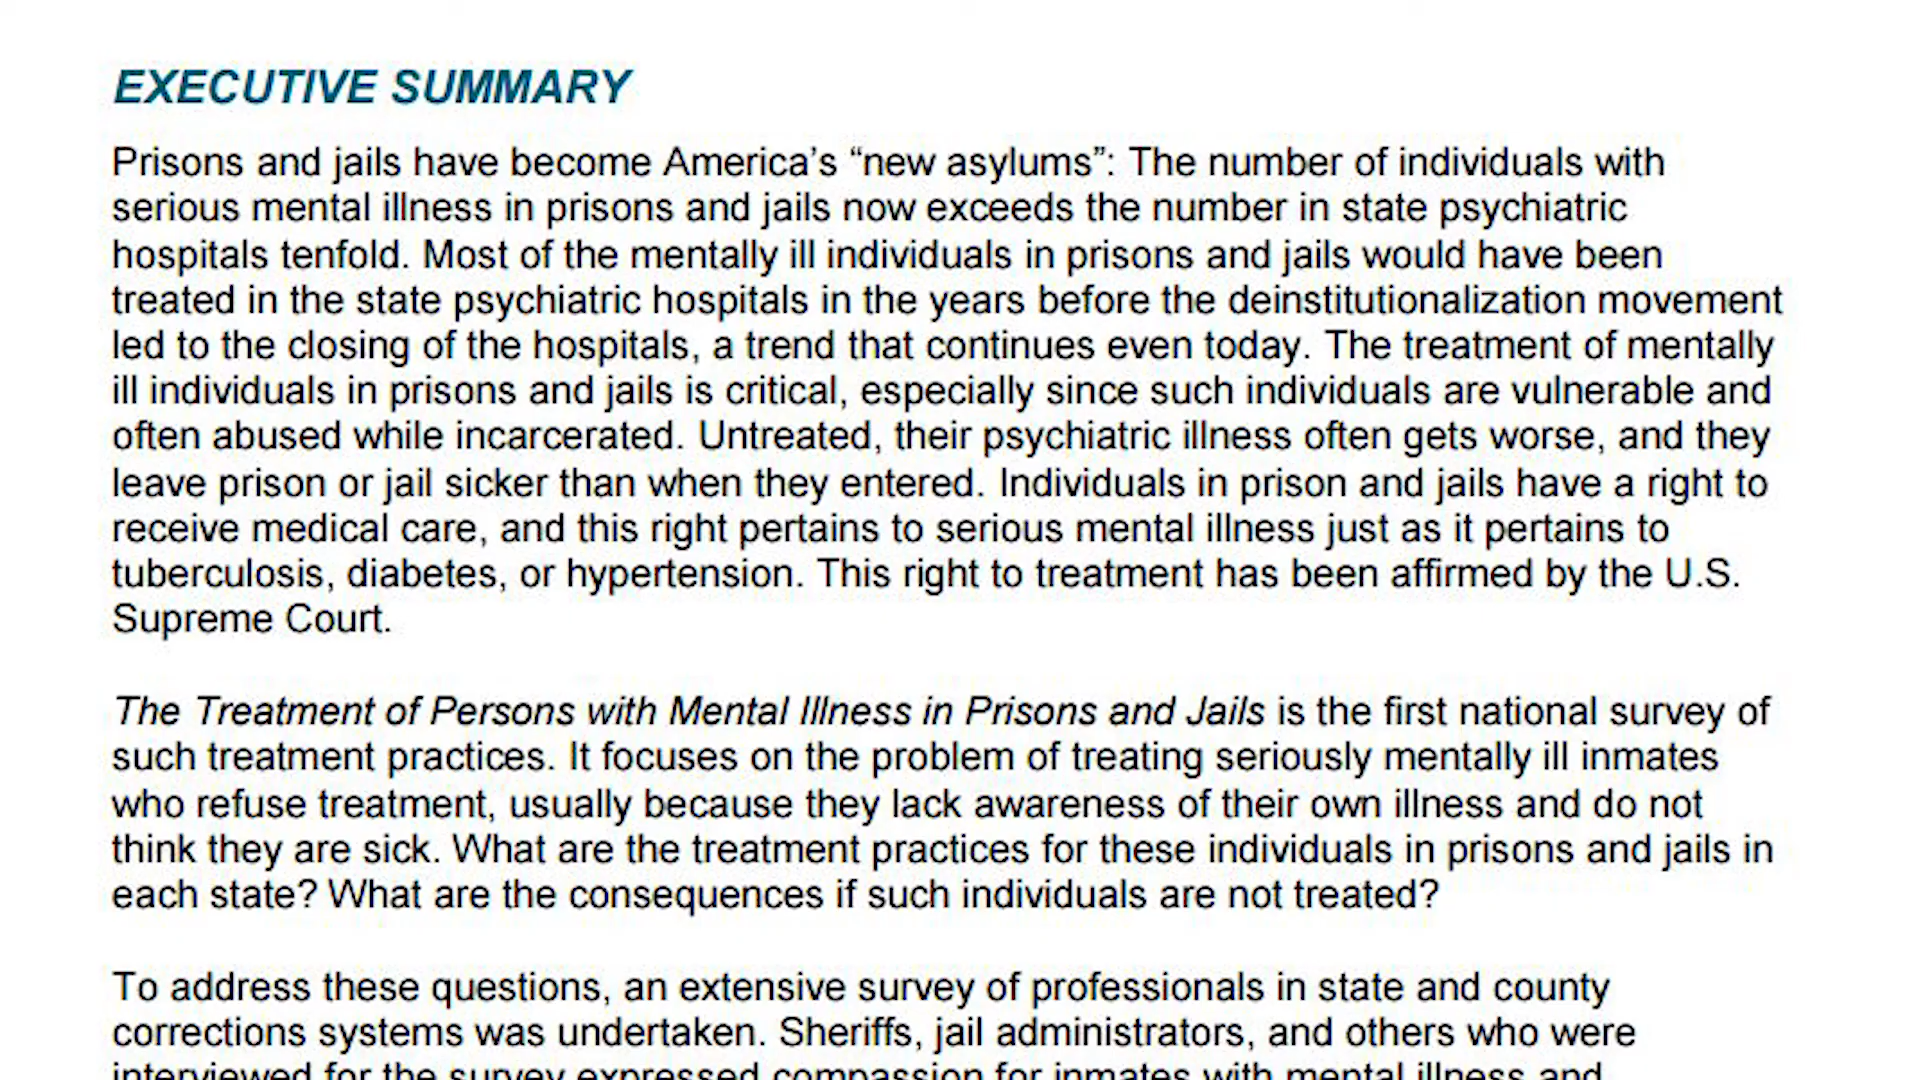 EXECUTIVE SUMMARY
Prisons and jails have become America’s “new asylums”: The number of individuals with
serious mental illness in prisons and jails now exceeds the number in state psychiatric
hospitals tenfold. Most of the mentally ill individuals in prisons and jails would have been
treated in the state psychiatric hospitals in the years before the deinstitutionalization movement
led to the closing of the hospitals, a trend that continues even today. The treatment of mentally
ill individuals in prisons and jails is critical, especially since such individuals are vulnerable and
often abused while incarcerated. Untreated, their psychiatric illness often gets worse, and they
leave prison or jail sicker than when they entered. Individuals in prison and jails have a right to
receive medical care, and this right pertains to serious mental illness just as it pertains to
tuberculosis, diabetes, or hypertension. This right to treatment has been affirmed by the U.S.
Supreme Court.
The Treatment of Persons with Mental Illness in Prisons and Jails is the first national survey of
such treatment practices. It focuses on the problem of treating seriously mentally ill inmates
who refuse treatment, usually because they lack awareness of their own illness and do not
think they are sick. What are the treatment practices for these individuals in prisons and jails in
each state? What are the consequences if such individuals are not treated?
To address these questions, an extensive survey of professionals in state and county
corrections systems was undertaken. Sheriffs, jail administrators, and others who were
interviewed for the survey expressed compassion for inmates with mental illness and